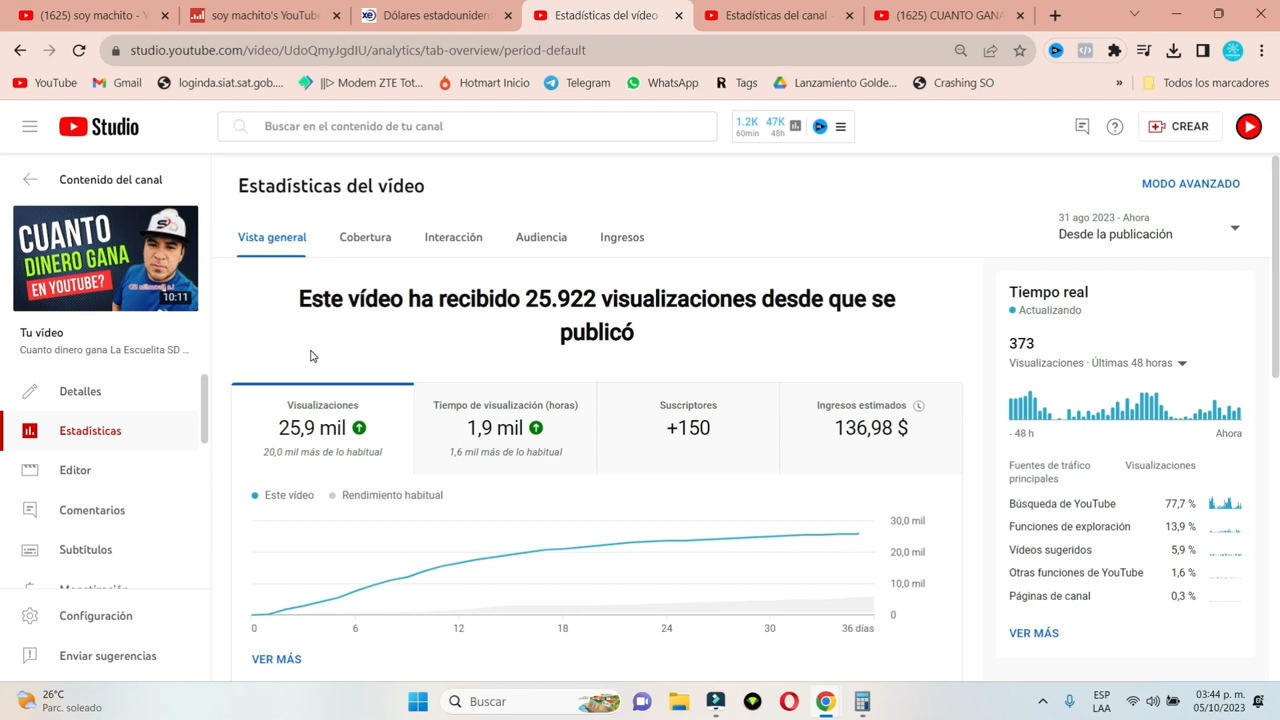 (1625) soy machito - Y
soy machito's YouTube
Dólares estadouniden
Estadísticas del vídeo
Estadísticas del canal -
(1625) CUANTO GANA
studio.youtube.com/video/UdoQmyJgdIU/analytics/tab-overview/period-default
YouTube
Gmail
loginda.siat.sat.gob....
||> Modem ZTE Tot...
Hotmart Inicio
Telegram
WhatsApp
Tags
Lanzamiento Golde...
Crashing SO
»
Todos los marcadores
Studio
Buscar en el contenido de tu canal
1.2K 47K
60min 48h
CREAR
Contenido del canal
CUANTO
DINERO GANA
EN YOUTUBE?
SD
10:11
Tu vídeo
Cuanto dinero gana La Escuelita SD ...
Detalles
Estadísticas
Editor
Comentarios
Subtítulos
Monetización
Configuración
Enviar sugerencias
Estadísticas del vídeo
MODO AVANZADO
Vista general
Cobertura
Interacción
Audiencia
Ingresos
31 ago 2023 - Ahora
Desde la publicación
Este vídeo ha recibido 25.922 visualizaciones desde que se
publicó
Visualizaciones
25,9 mil
20,0 mil más de lo habitual
Tiempo de visualización (horas)
1,9 mil
1,6 mil más de lo habitual
Suscriptores
+150
Ingresos estimados
136,98 $
Este vídeo
Rendimiento habitual
30,0 mil
20,0 mil
10,0 mil
0
0 6 12 18 24 30 36 días
VER MÁS
Tiempo real
Actualizando
373
Visualizaciones · Últimas 48 horas
- 48 h
Ahora
Fuentes de tráfico
principales
Visualizaciones
Búsqueda de YouTube 77,7 %
Funciones de exploración 13,9 %
Vídeos sugeridos 5,9 %
Otras funciones de YouTube 1,6 %
Páginas de canal 0,3 %
VER MÁS
26°C
Parc. soleado
Buscar
ESP
LAA
03:44 p. m.
05/10/2023